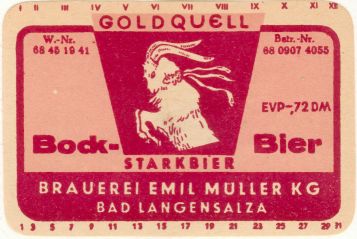 I II III IV V VI VII VIII IX X XI XII
GOLDQUELL
W.-Nr.
68 45 19 41
Betr.-Nr.
68 0907 4055
EVP-,72 DM
Bock-Bier
STARKBIER
BRAUEREI EMIL MÜLLER KG
BAD LANGENSALZA
1 3 5 7 9 11 13 15 17 19 21 23 25 27 29 31